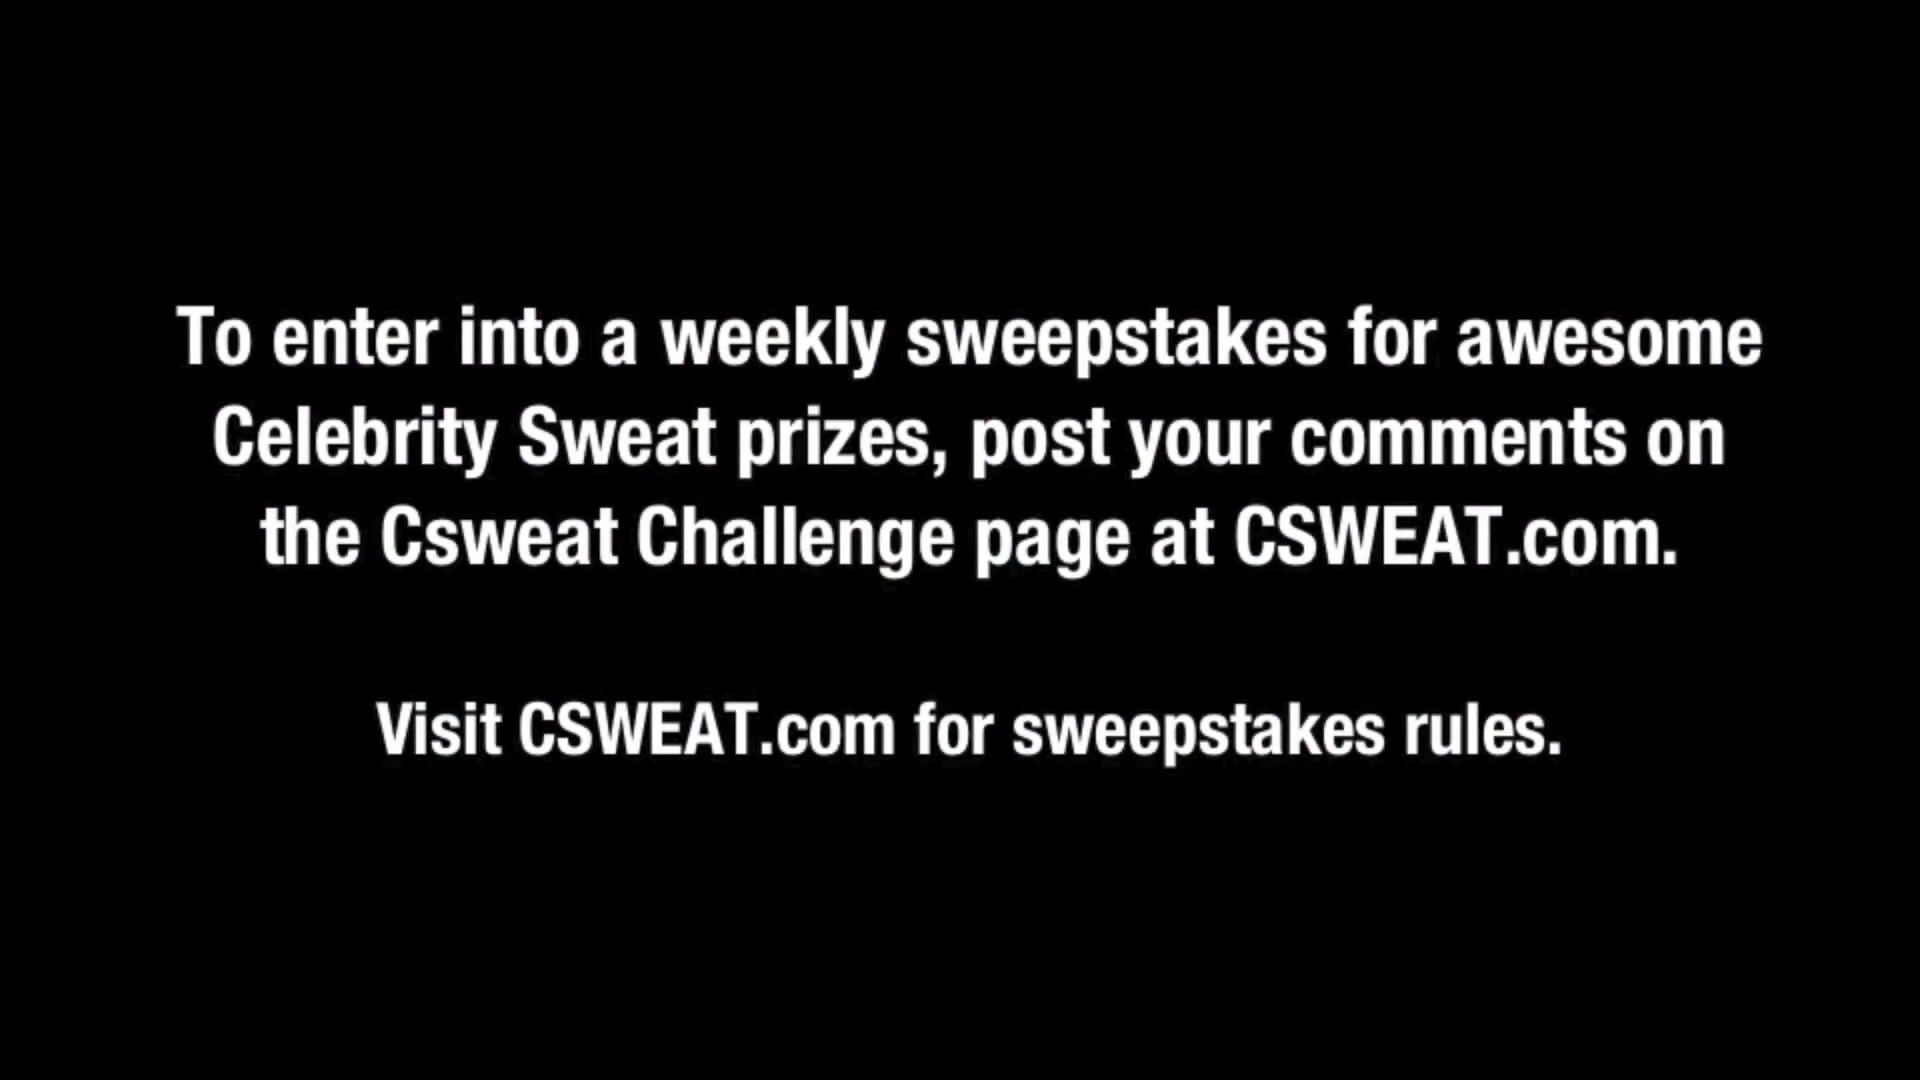 To enter into a weekly sweepstakes for awesome
Celebrity Sweat prizes, post your comments on
the Csweat Challenge page at CSWEAT.com.
Visit CSWEAT.com for sweepstakes rules.